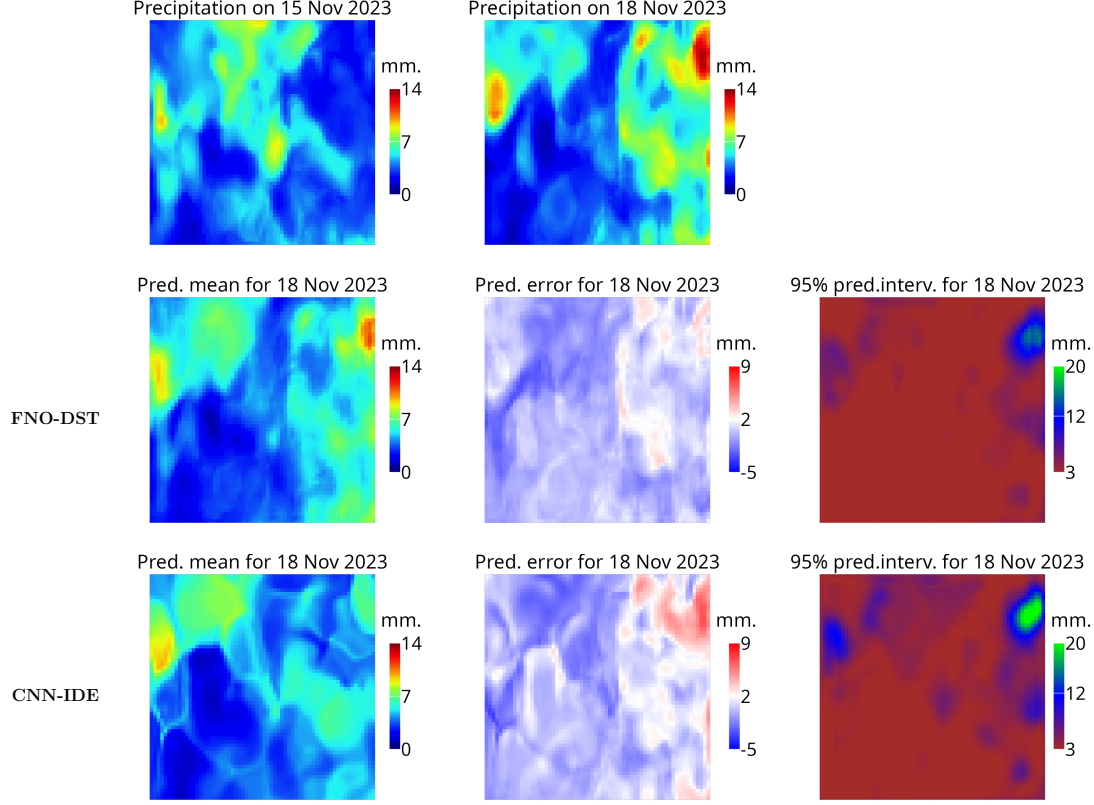 Precipitation on 15 Nov 2023
Precipitation on 18 Nov 2023
mm.
14
7
0
mm.
14
7
0
Pred. mean for 18 Nov 2023
Pred. error for 18 Nov 2023
95% pred.interv. for 18 Nov 2023
FNO-DST
mm.
14
7
0
mm.
9
2
-5
mm.
20
12
3
Pred. mean for 18 Nov 2023
Pred. error for 18 Nov 2023
95% pred.interv. for 18 Nov 2023
CNN-IDE
mm.
14
7
0
mm.
9
2
-5
mm.
20
12
3